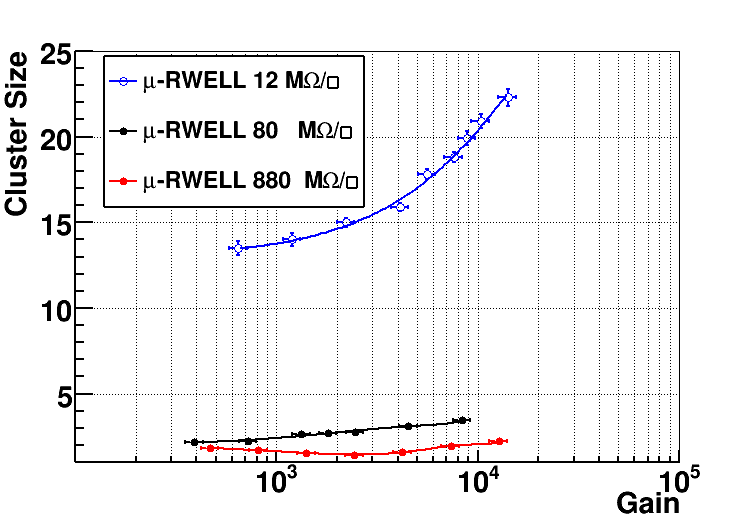 Cluster Size
25
20
15
10
5
μ-RWELL 12 MΩ/□
μ-RWELL 80 MΩ/□
μ-RWELL 880 MΩ/□
10³
10⁴
10⁵
Gain